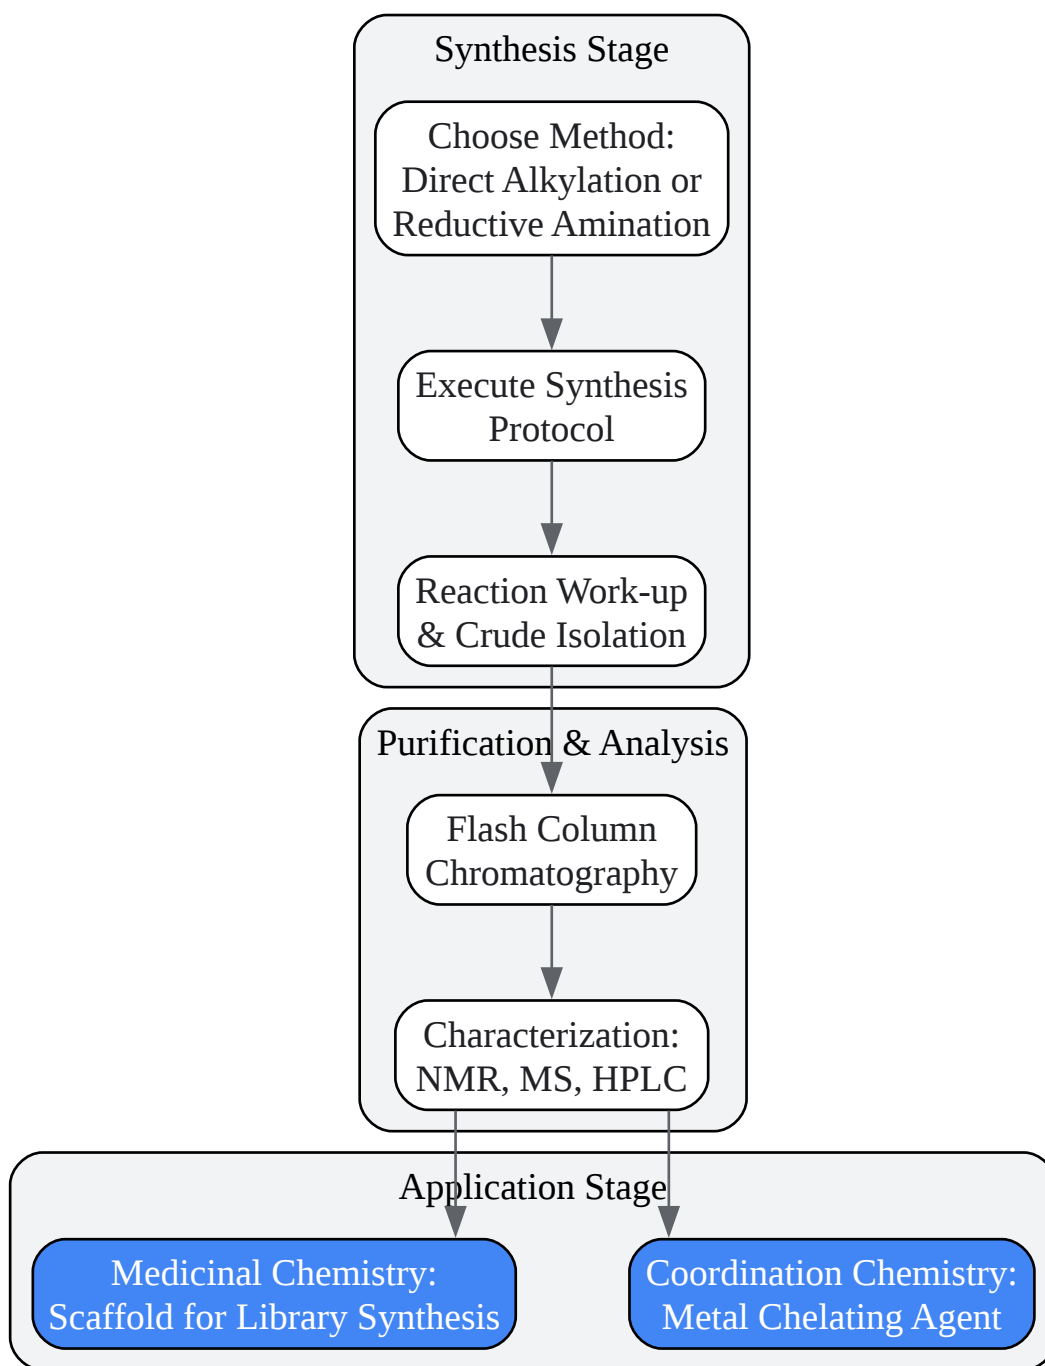 Synthesis Stage
Choose Method:
Direct Alkylation or
Reductive Amination
Execute Synthesis
Protocol
Reaction Work-up
& Crude Isolation
Purification & Analysis
Flash Column
Chromatography
Characterization:
NMR, MS, HPLC
Application Stage
Medicinal Chemistry:
Scaffold for Library Synthesis
Coordination Chemistry:
Metal Chelating Agent